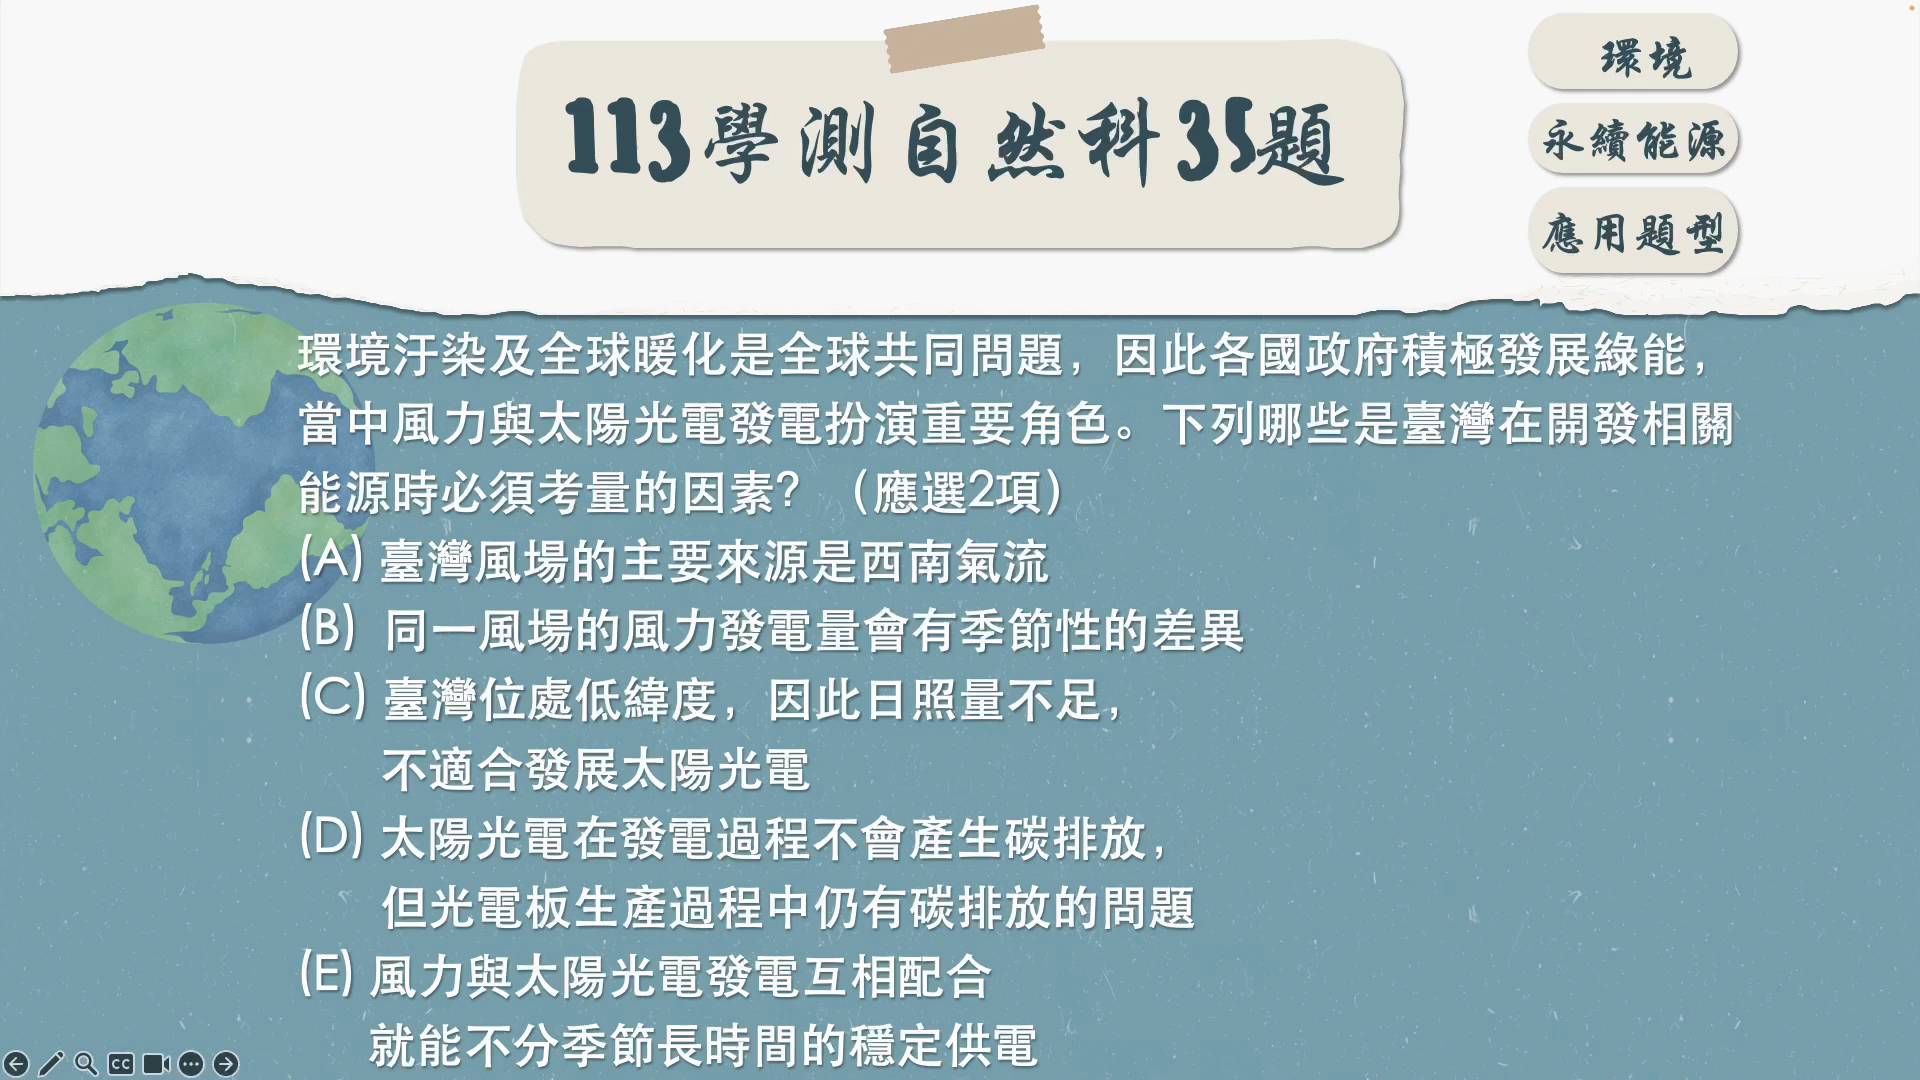 113學測自然科35題
環境
永續能源
應用題型
環境汙染及全球暖化是全球共同問題，因此各國政府積極發展綠能，
當中風力與太陽光電發電扮演重要角色。下列哪些是臺灣在開發相關
能源時必須考量的因素？（應選2項）
(A) 臺灣風場的主要來源是西南氣流
(B) 同一風場的風力發電量會有季節性的差異
(C) 臺灣位處低緯度，因此日照量不足，
不適合發展太陽光電
(D) 太陽光電在發電過程不會產生碳排放，
但光電板生產過程中仍有碳排放的問題
(E) 風力與太陽光電發電互相配合
就能不分季節長時間的穩定供電
CC